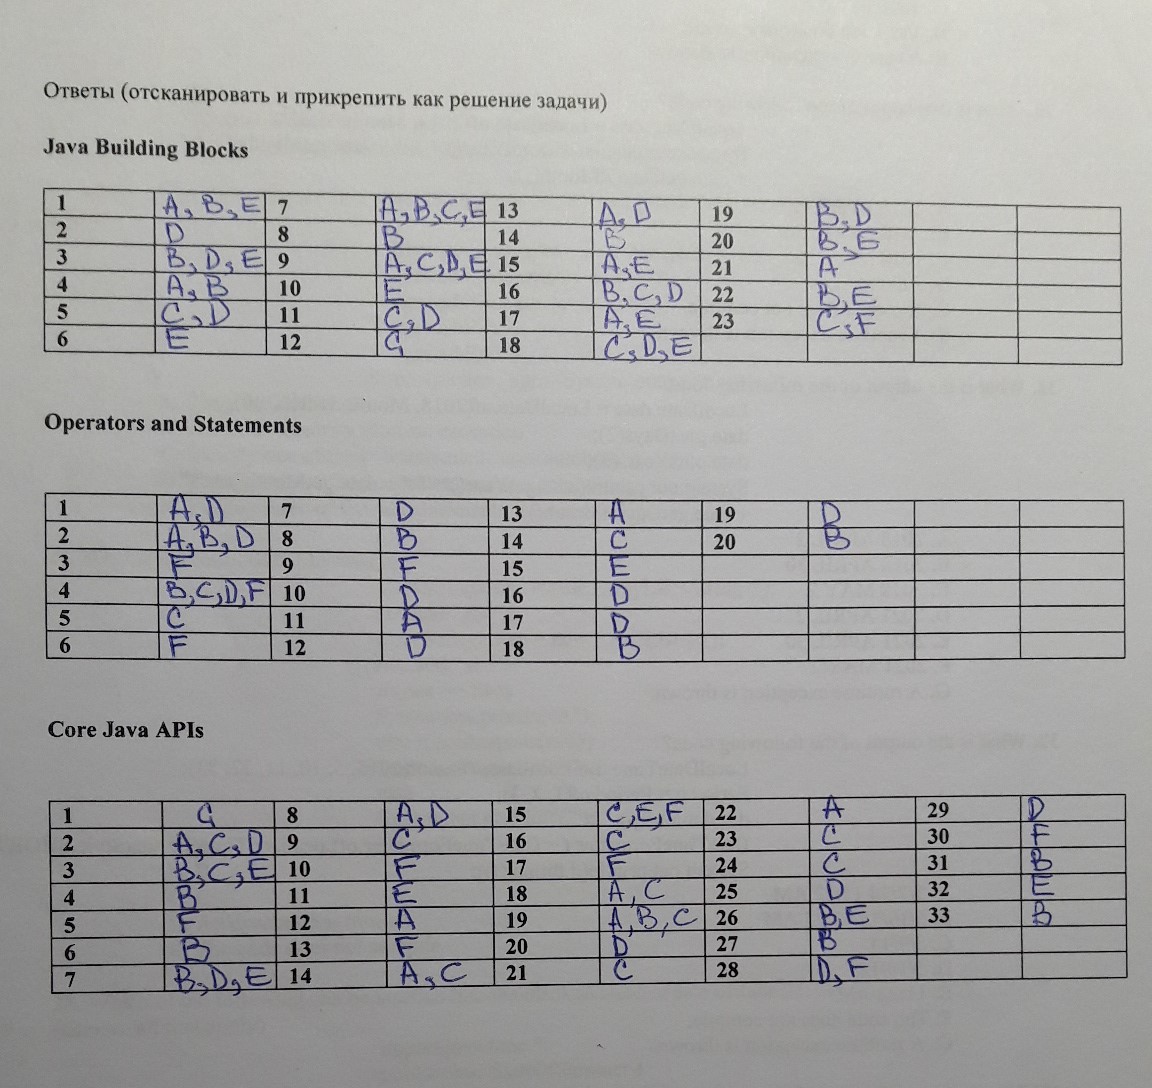 Ответы (отсканировать и прикрепить как решение задачи)
Java Building Blocks
1 A, B, E 7 A, B, C, E 13 A, D 19 B, D
2 D 8 B 14 B 20 B, E
3 B, D, E 9 A, C, D, E 15 A, E 21 A
4 A, B 10 E 16 B, C, D 22 B, E
5 C, D 11 C, D 17 A, E 23 C, F
6 E 12 G 18 C, D, E
Operators and Statements
1 A, D 7 D 13 A 19 D
2 A, B, D 8 B 14 C 20 B
3 F 9 F 15 E
4 B, C, D, F 10 D 16 D
5 C 11 A 17 D
6 F 12 D 18 B
Core Java APIs
1 G 8 A, D 15 C, E, F 22 A 29 D
2 A, C, D 9 C 16 C 23 C 30 F
3 B, C, E 10 F 17 F 24 C 31 B
4 B 11 E 18 A, C 25 D 32 E
5 F 12 A 19 A, B, C 26 B, E 33 B
6 B 13 F 20 D 27 B
7 B, D, E 14 A, C 21 C 28 D, F